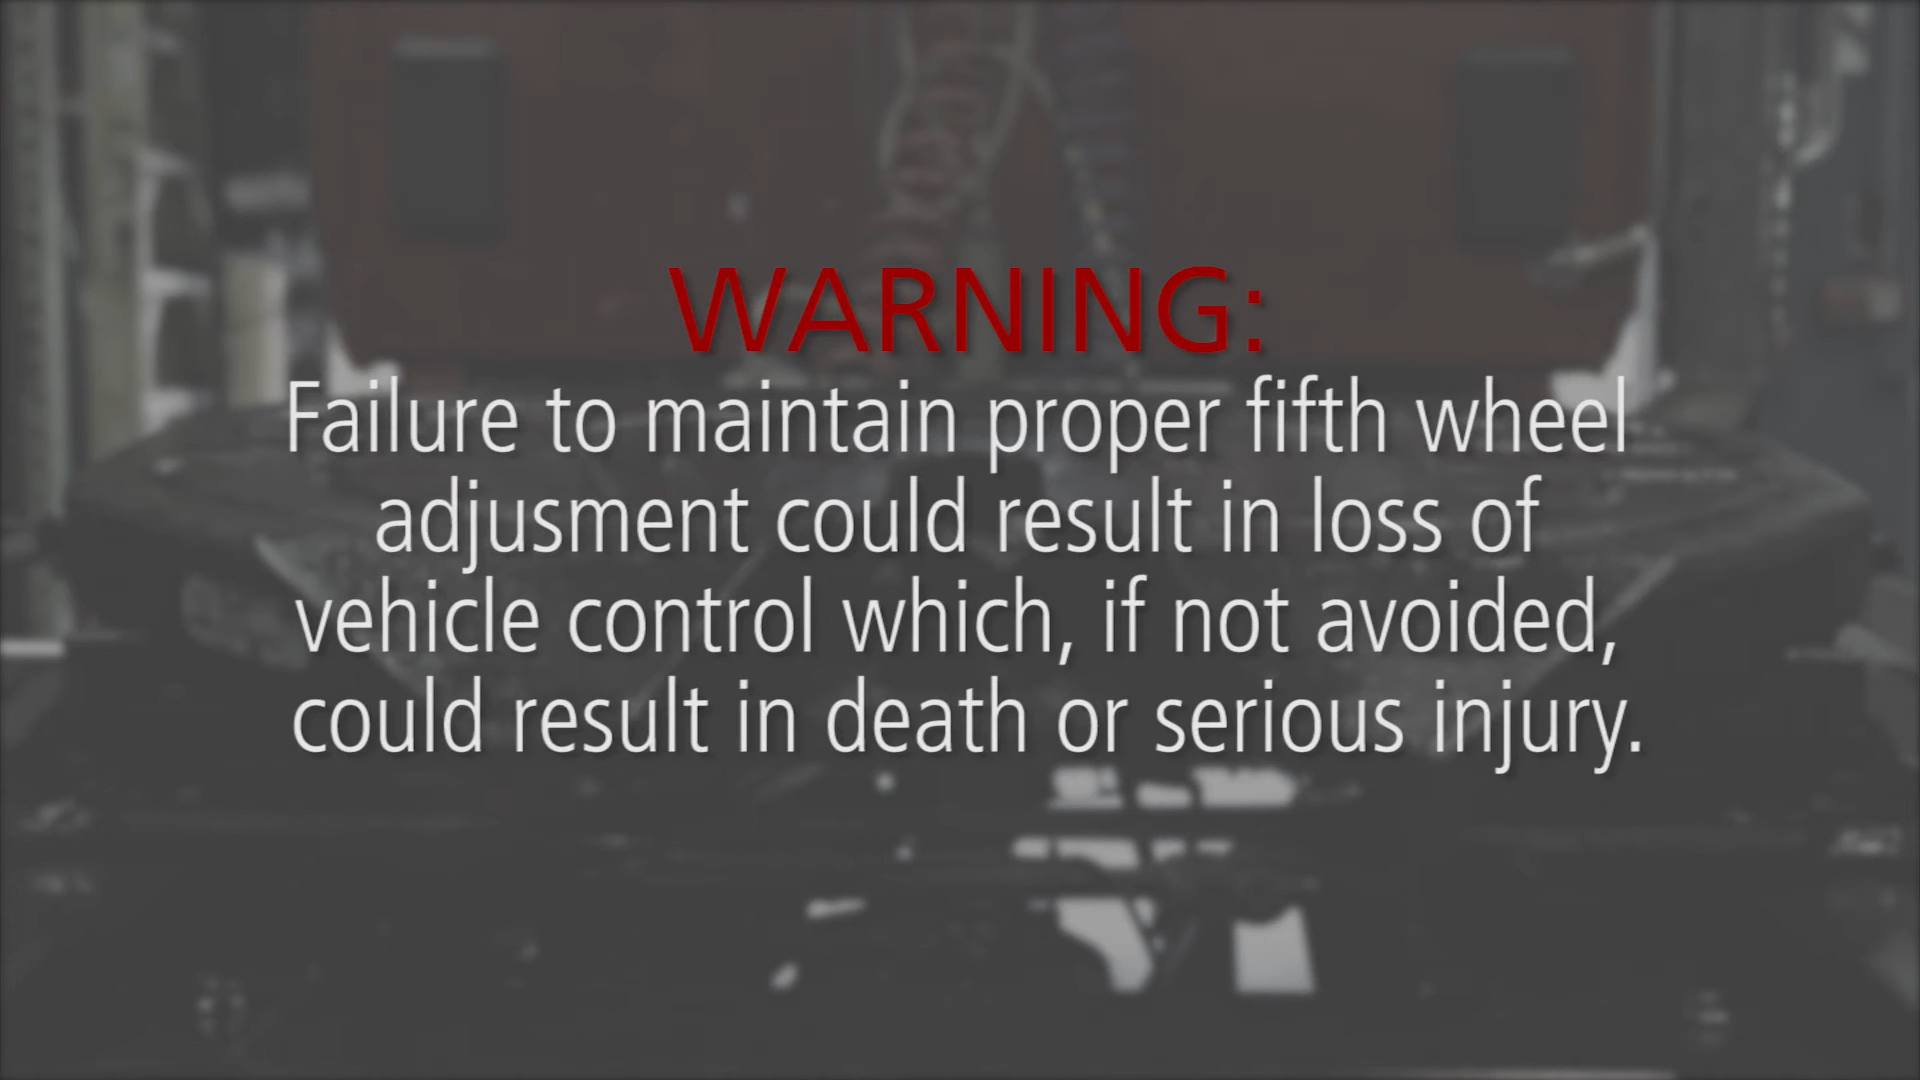 WARNING:
Failure to maintain proper fifth wheel
adjusment could result in loss of
vehicle control which, if not avoided,
could result in death or serious injury.